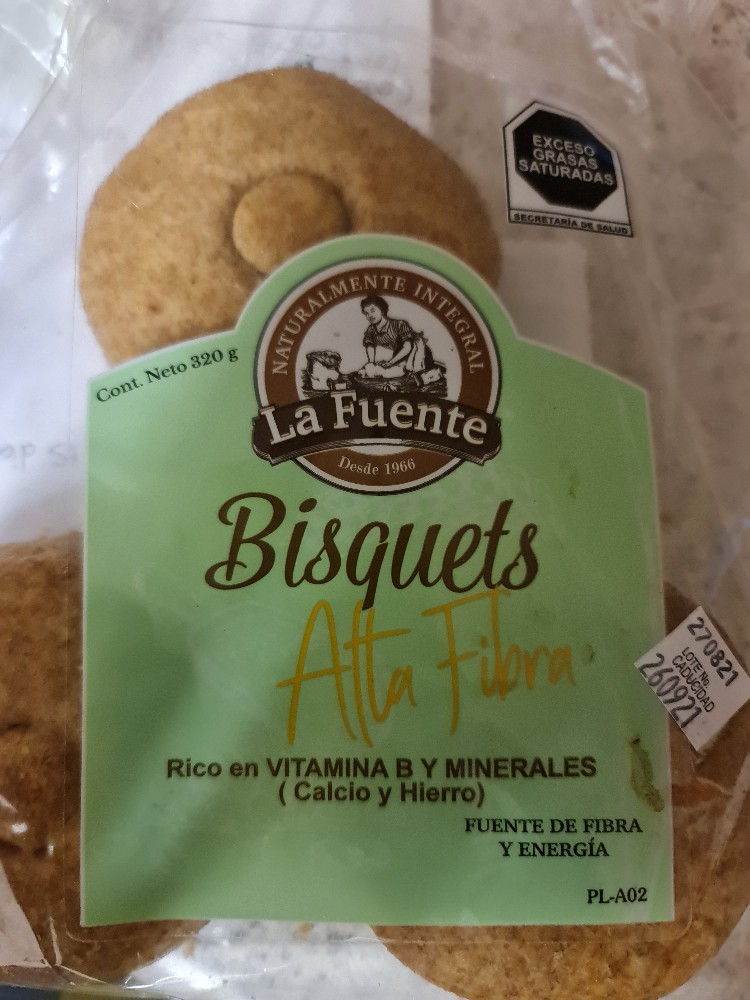 EXCESO
GRASAS
SATURADAS
SECRETARÍA DE SALUD
Cont. Neto 320 g
NATURALMENTE INTEGRAL
La Fuente
Desde 1966
Bisquets
Alta Fibra
270821
LOTE No.
CADUCIDAD
260921
Rico en VITAMINA B Y MINERALES
( Calcio y Hierro)
FUENTE DE FIBRA
Y ENERGÍA
PL-A02